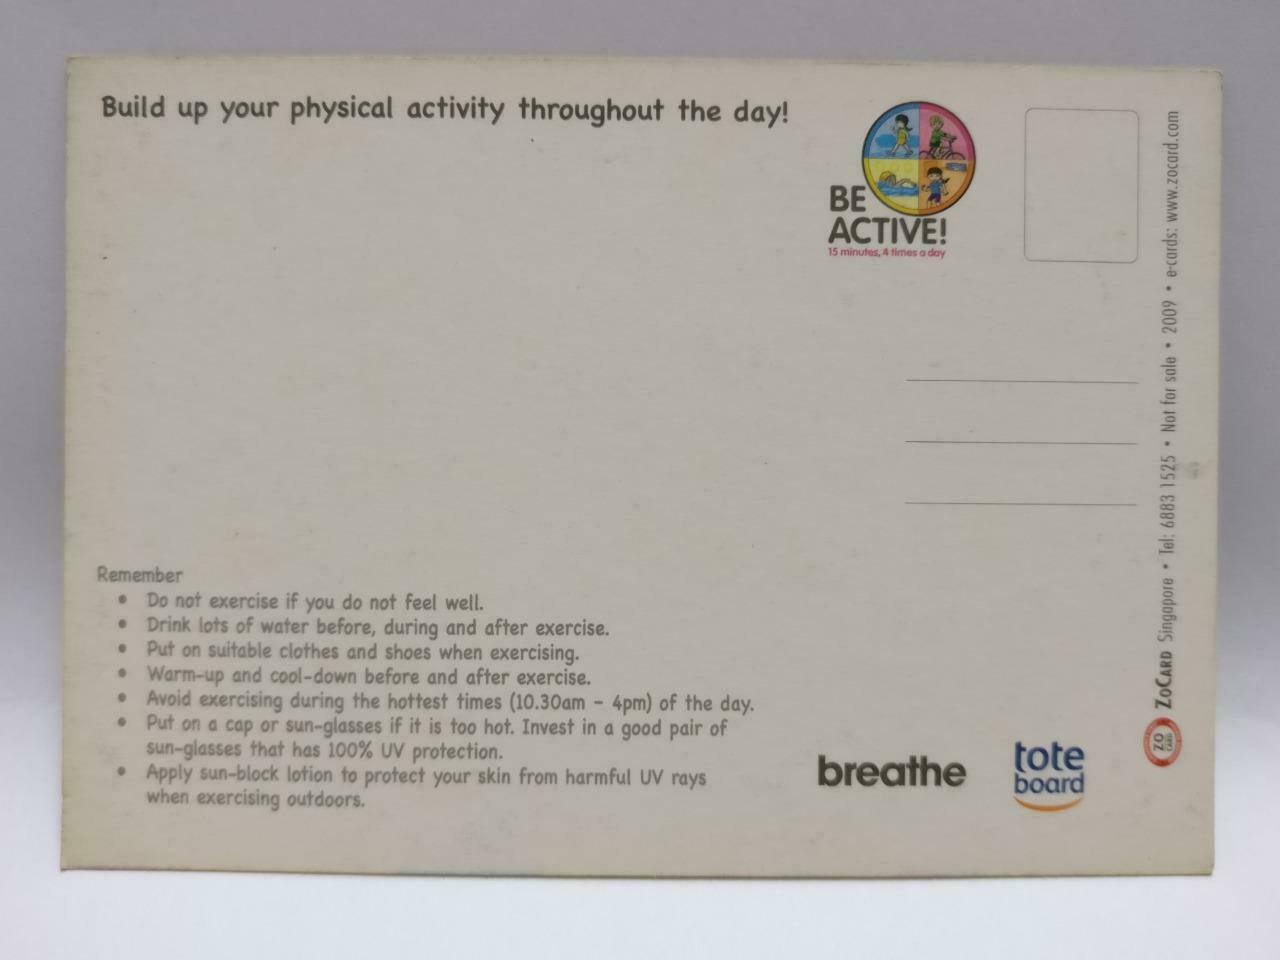 Build up your physical activity throughout the day!
BE
ACTIVE!
15 minutes, 4 times a day
Remember
• Do not exercise if you do not feel well.
• Drink lots of water before, during and after exercise.
• Put on suitable clothes and shoes when exercising.
• Warm-up and cool-down before and after exercise.
• Avoid exercising during the hottest times (10.30am - 4pm) of the day.
• Put on a cap or sun-glasses if it is too hot. Invest in a good pair of
sun-glasses that has 100% UV protection.
• Apply sun-block lotion to protect your skin from harmful UV rays
when exercising outdoors.
breathe
tote
board
ZO
CARD
ZOCARD Singapore • Tel: 6883 1525 • Not for sale • 2009 • e-cards: www.zocard.com